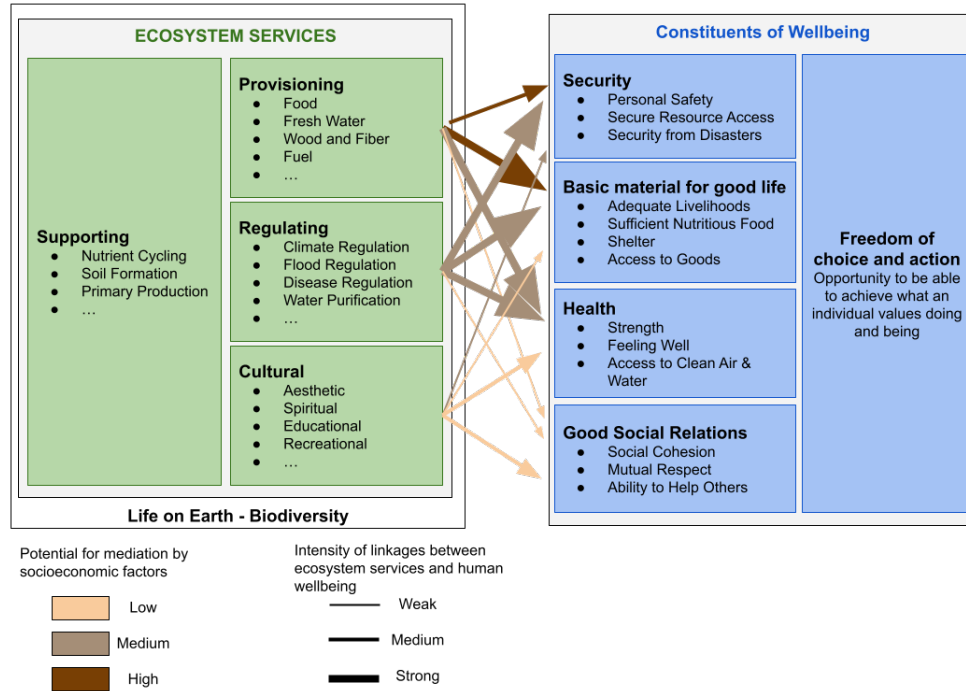 ECOSYSTEM SERVICES
Supporting
● Nutrient Cycling
● Soil Formation
● Primary Production
● …
Provisioning
● Food
● Fresh Water
● Wood and Fiber
● Fuel
● …
Regulating
● Climate Regulation
● Flood Regulation
● Disease Regulation
● Water Purification
● …
Cultural
● Aesthetic
● Spiritual
● Educational
● Recreational
● …
Life on Earth - Biodiversity
Constituents of Wellbeing
Security
● Personal Safety
● Secure Resource Access
● Security from Disasters
Basic material for good life
● Adequate Livelihoods
● Sufficient Nutritious Food
● Shelter
● Access to Goods
Health
● Strength
● Feeling Well
● Access to Clean Air &
Water
Good Social Relations
● Social Cohesion
● Mutual Respect
● Ability to Help Others
Freedom of
choice and action
Opportunity to be able
to achieve what an
individual values doing
and being
Potential for mediation by
socioeconomic factors
Low
Medium
High
Intensity of linkages between
ecosystem services and human
wellbeing
Weak
Medium
Strong